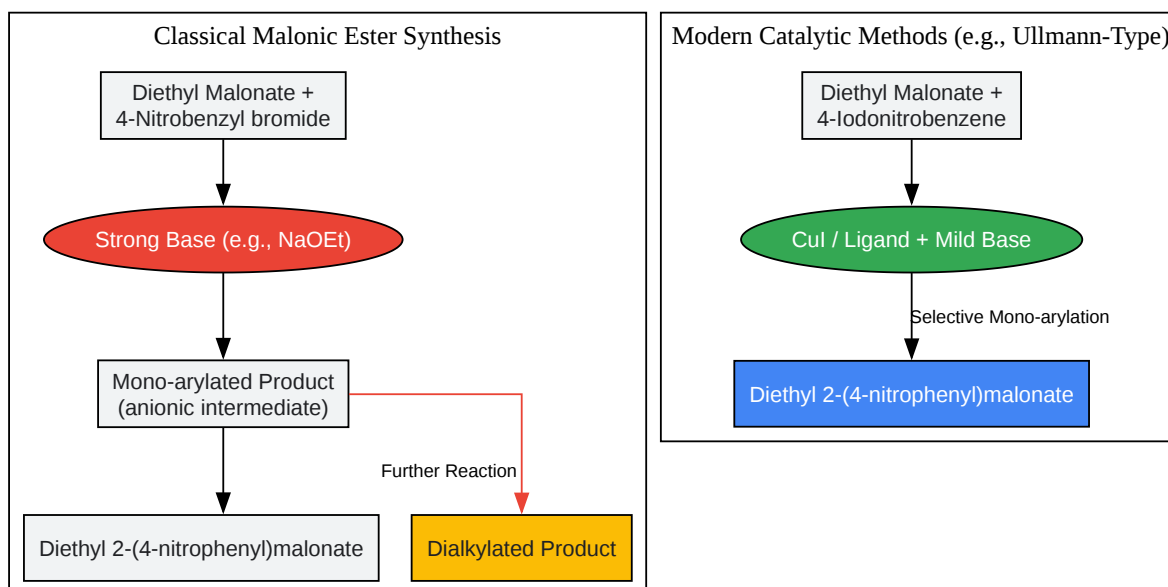 Classical Malonic Ester Synthesis
Diethyl Malonate +
4-Nitrobenzyl bromide
Strong Base (e.g., NaOEt)
Mono-arylated Product
(anionic intermediate)
Further Reaction
Diethyl 2-(4-nitrophenyl)malonate
Dialkylated Product
Modern Catalytic Methods (e.g., Ullmann-Type)
Diethyl Malonate +
4-Iodonitrobenzene
CuI / Ligand + Mild Base
Selective Mono-arylation
Diethyl 2-(4-nitrophenyl)malonate